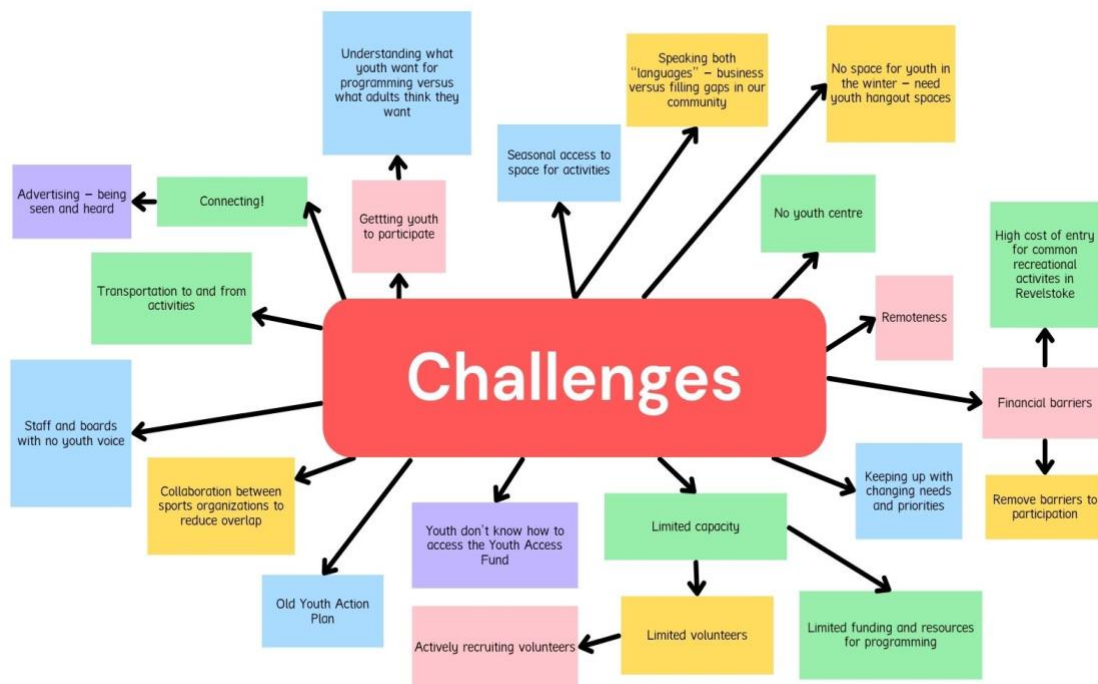 Understanding what
youth want for
programming versus
what adults think they
want
Speaking both
“languages” – business
versus filling gaps in our
community
No space for youth in
the winter – need
youth hangout spaces
Seasonal access to
space for activities
Advertising – being
seen and heard
Connecting!
Gettting youth
to participate
No youth centre
High cost of entry
for common
recreational
activites in
Revelstoke
Transportation to and from
activities
Remoteness
Challenges
Financial barriers
Staff and boards
with no youth voice
Collaboration between
sports organizations to
reduce overlap
Youth don't know how to
access the Youth Access
Fund
Limited capacity
Keeping up with
changing needs
and priorities
Remove barriers to
participation
Old Youth Action
Plan
Actively recruiting volunteers
Limited volunteers
Limited funding and resources
for programming